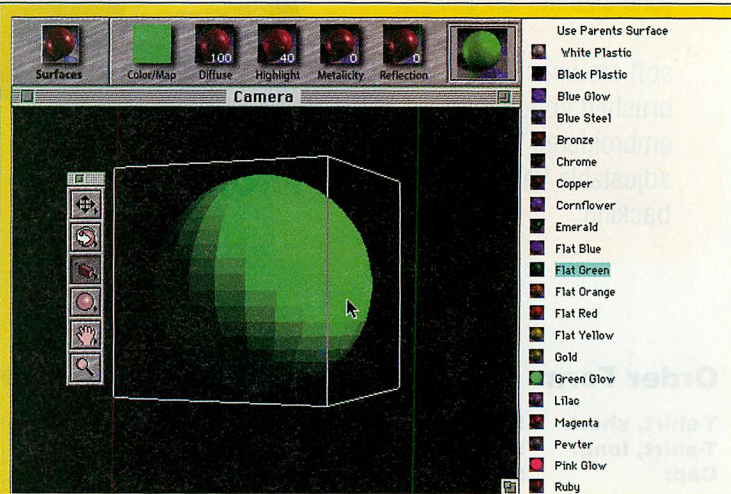 Surfaces
Color/Map
100
Diffuse
40
Highlight
0
Metalicity
0
Reflection
Camera
Use Parents Surface
White Plastic
Black Plastic
Blue Glow
Blue Steel
Bronze
Chrome
Copper
Cornflower
Emerald
Flat Blue
Flat Green
Flat Orange
Flat Red
Flat Yellow
Gold
Green Glow
Lilac
Magenta
Pewter
Pink Glow
Ruby